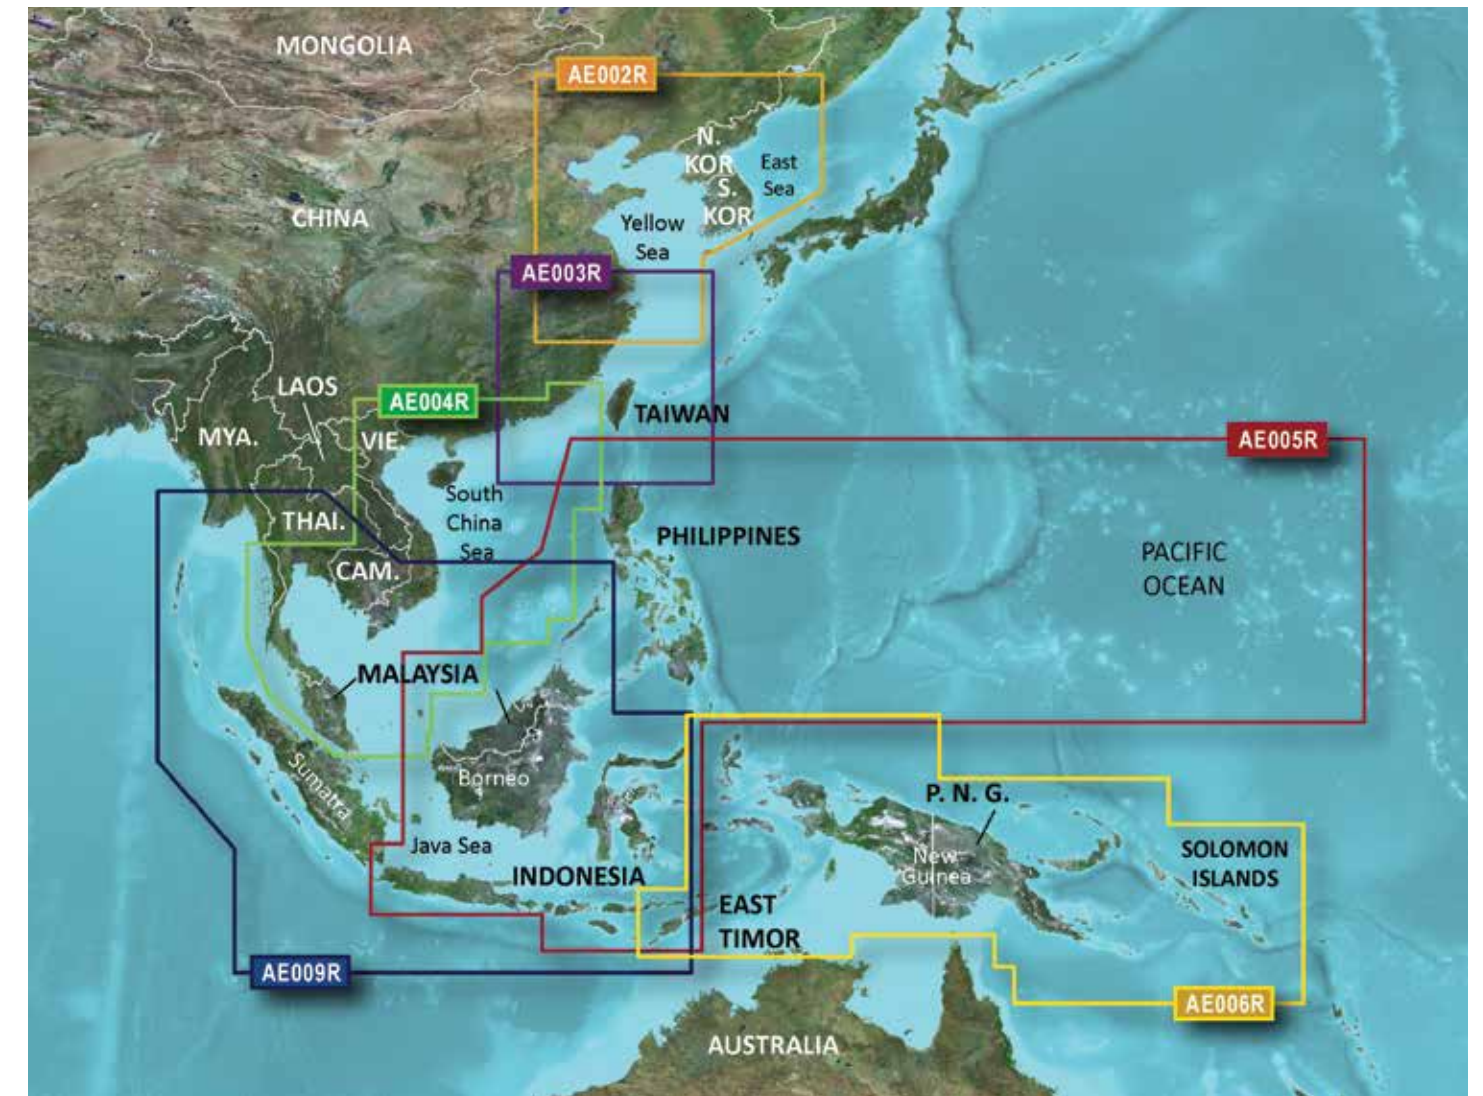 MONGOLIA
AE002R
N.
KOR
East
Sea
S.
KOR
CHINA
Yellow
Sea
AE003R
LAOS
AE004R
TAIWAN
MYA.
VIE.
AE005R
South
China
Sea
THAI.
PHILIPPINES
PACIFIC
OCEAN
CAM.
MALAYSIA
Sumatra
Borneo
P. N. G.
Java Sea
New
Guinea
SOLOMON
ISLANDS
INDONESIA
EAST
TIMOR
AE009R
AE006R
AUSTRALIA